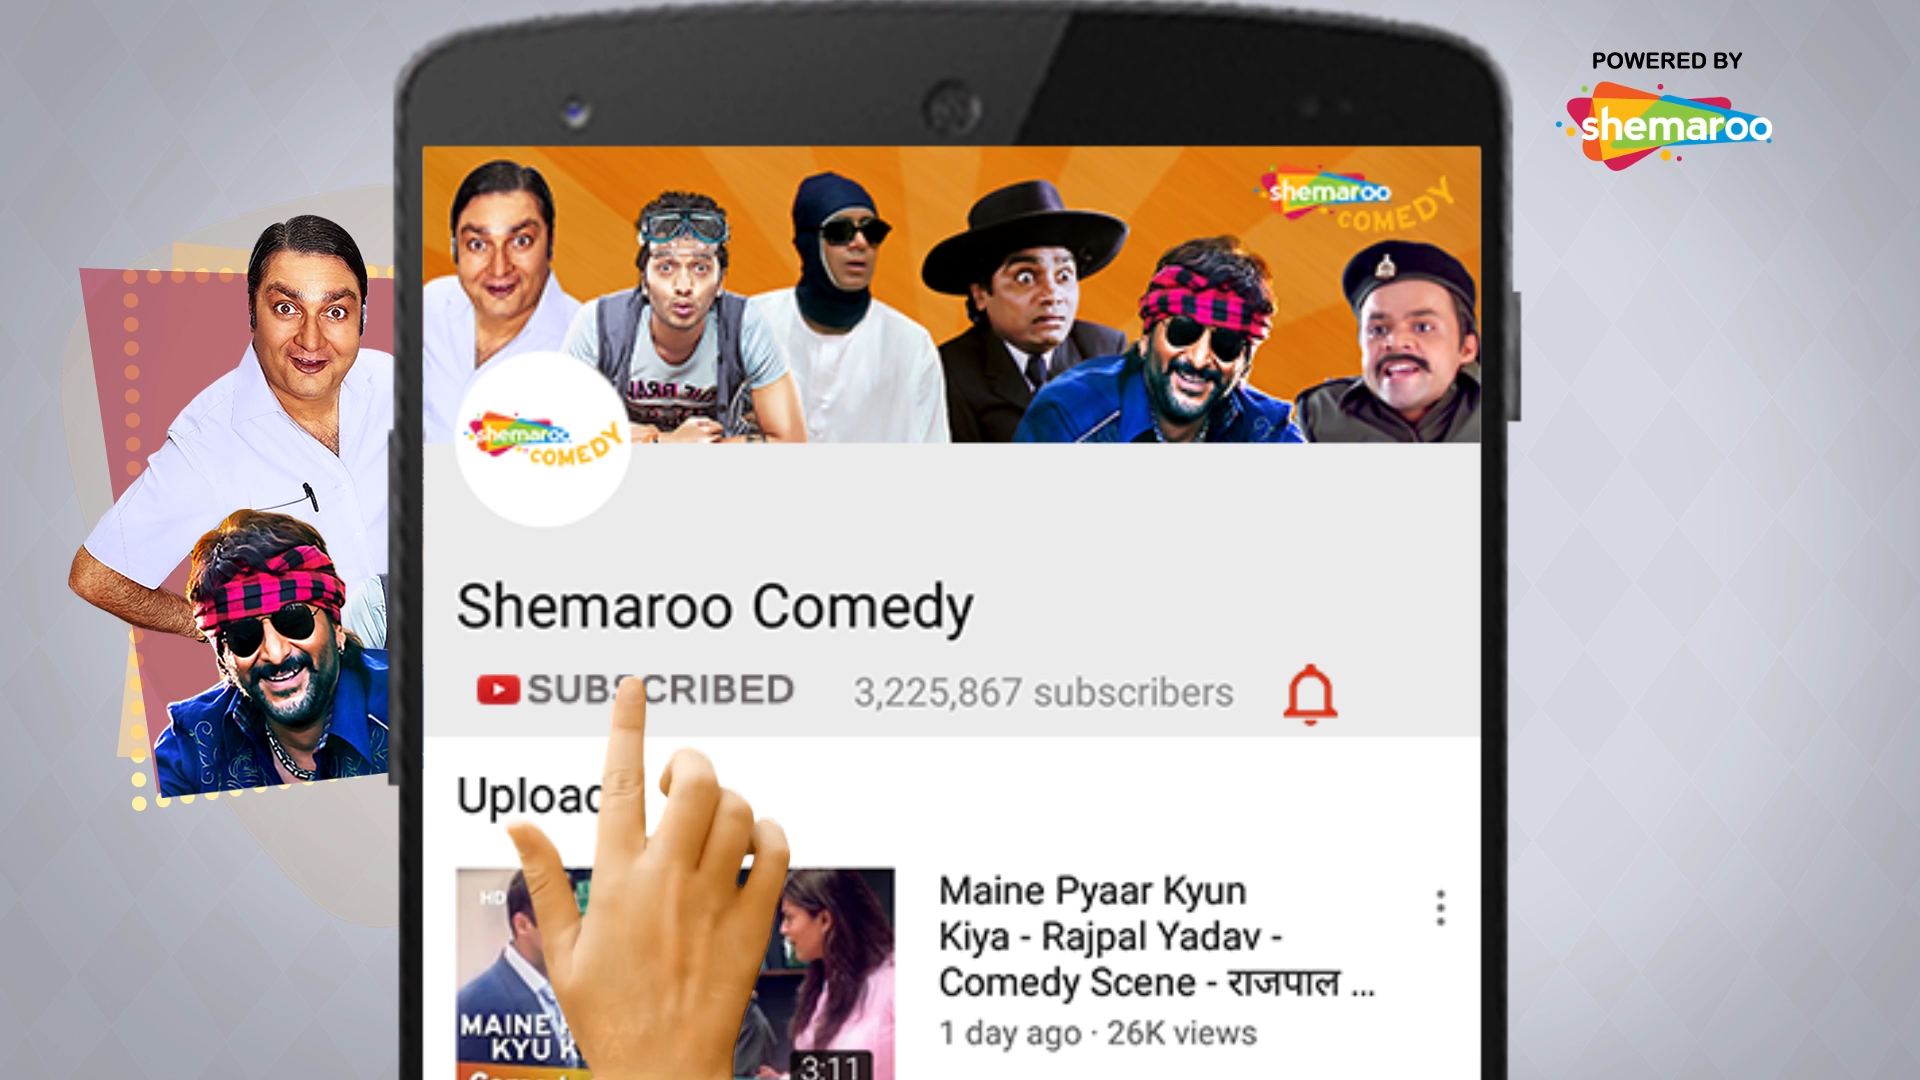 POWERED BY
shemaroo
shemaroo
COMEDY
shemaroo
COMEDY
Shemaroo Comedy
SUBSCRIBED 3,225,867 subscribers
Maine Pyaar Kyun
Kiya - Rajpal Yadav -
Comedy Scene - राजपाल ...
1 day ago · 26K views
HD
MAINE
KYU
3:11